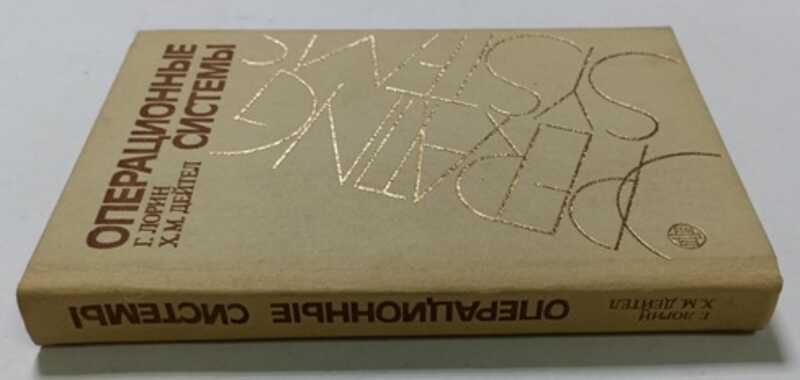 ОПЕРАЦИОННЫЕ
СИСТЕМЫ
Г. ЛОРИН
Х.М. ДЕЙТЕЛ
OPERATING
SYSTEMS
Г. ЛОРИН
Х.М. ДЕЙТЕЛ
ОПЕРАЦИОННЫЕ СИСТЕМЫ